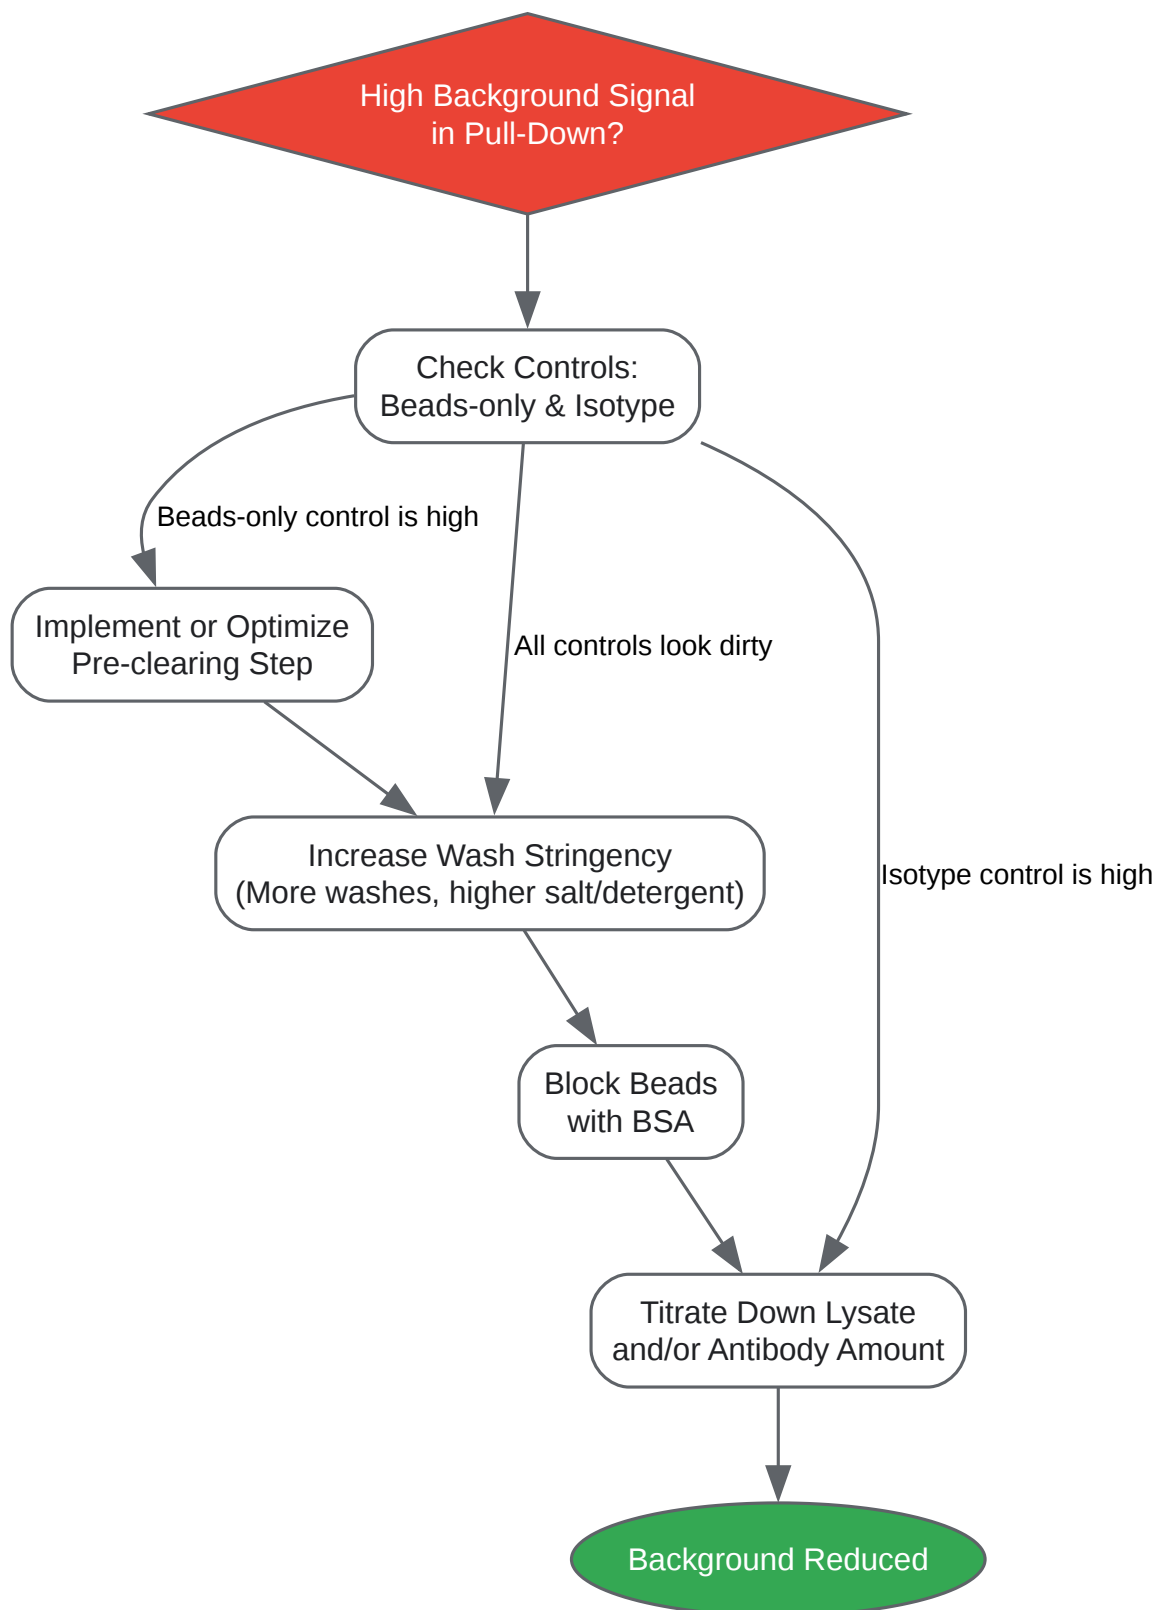 High Background Signal
in Pull-Down?
Check Controls:
Beads-only & Isotype
Beads-only control is high
Implement or Optimize
Pre-clearing Step
All controls look dirty
Increase Wash Stringency
(More washes, higher salt/detergent)
Isotype control is high
Block Beads
with BSA
Titrate Down Lysate
and/or Antibody Amount
Background Reduced